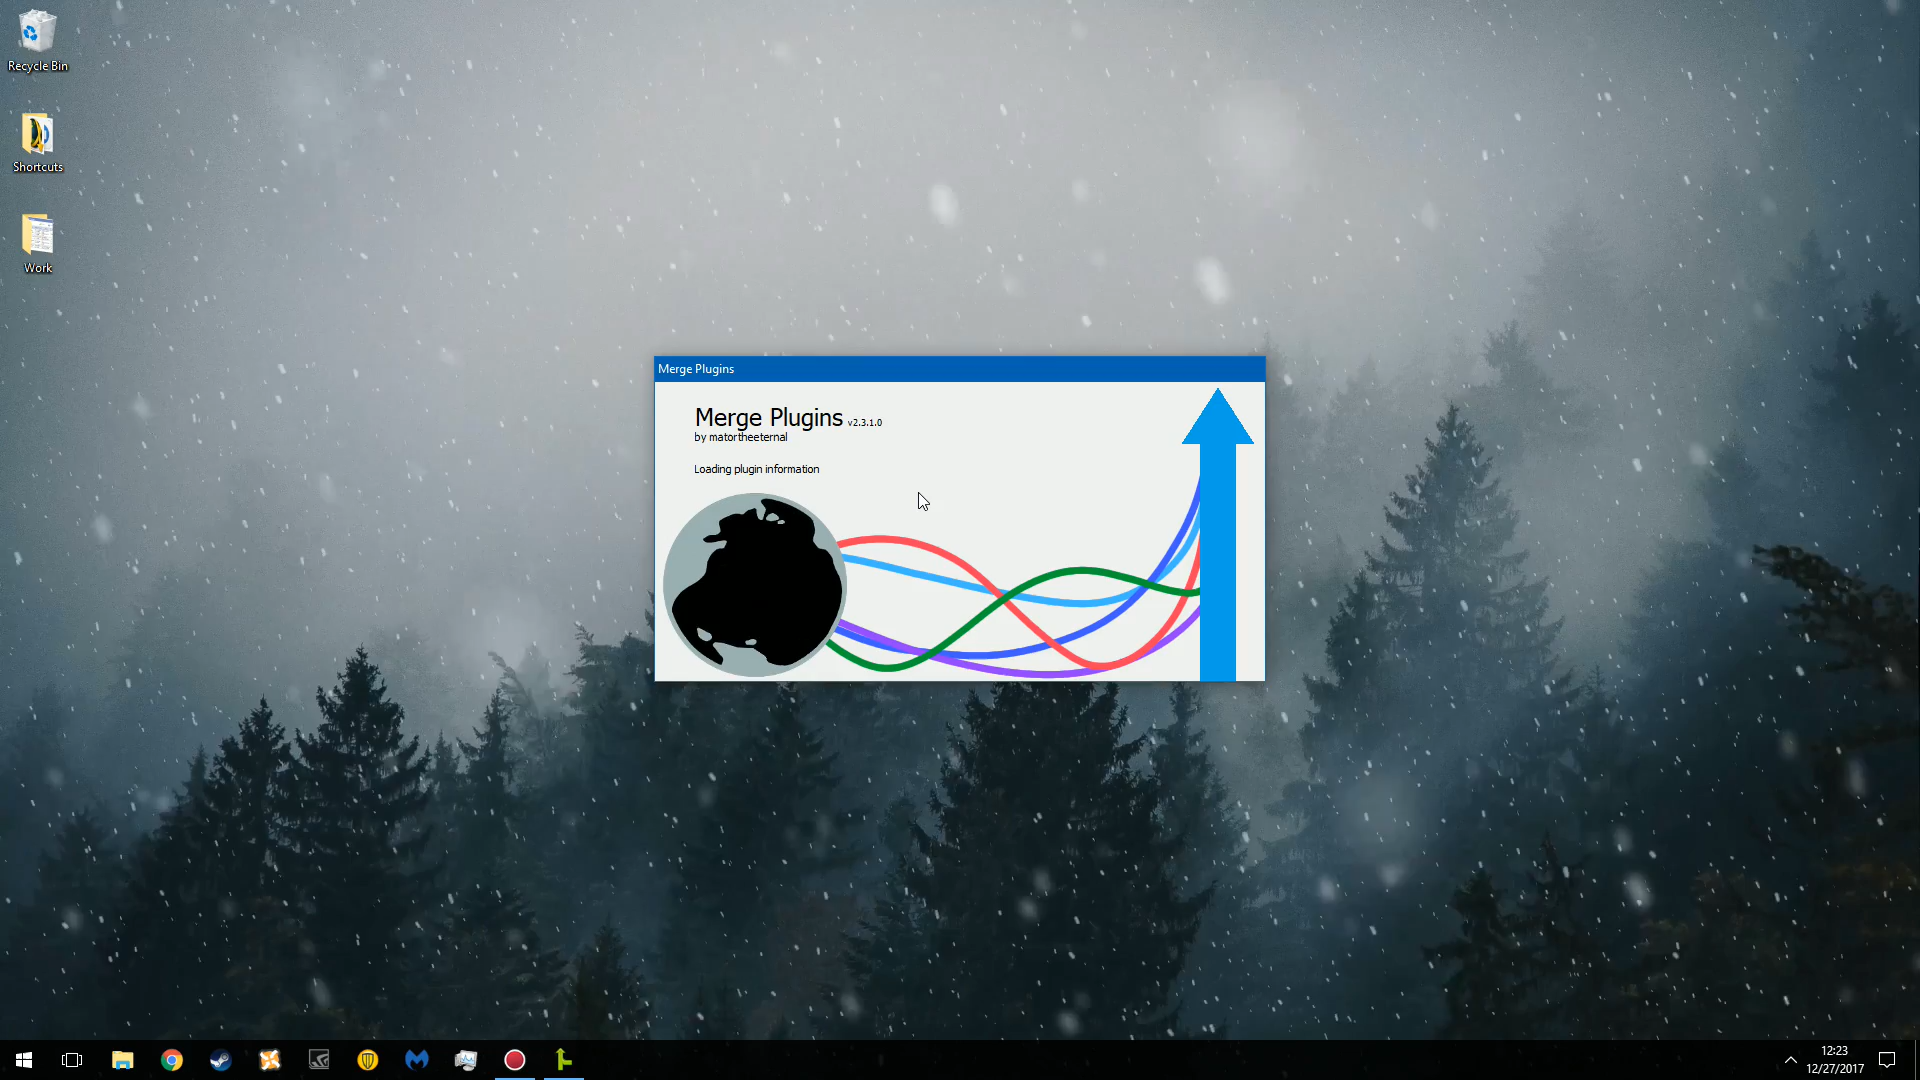 Recycle Bin
Shortcuts
Work
Merge Plugins
Merge Plugins v2.3.1.0
by matortheeternal
Loading plugin information
12:23
12/27/2017